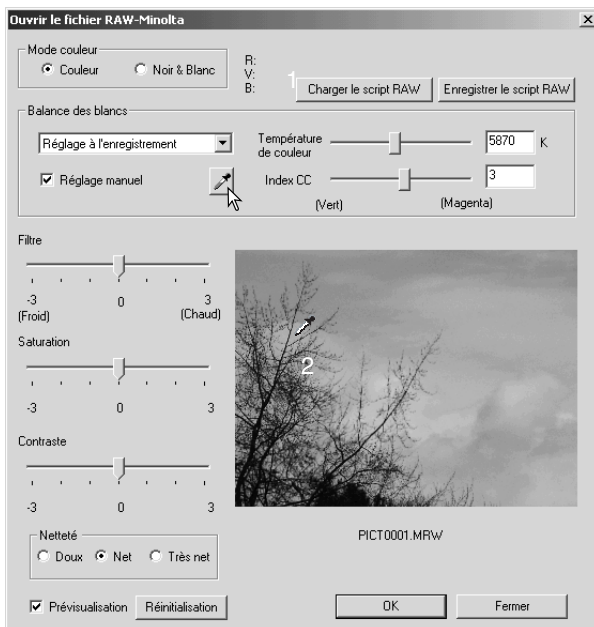 Ouvrir le fichier RAW-Minolta
Mode couleur
Couleur
Noir & Blanc
R:
V:
B:
1
Charger le script RAW
Enregistrer le script RAW
Balance des blancs
Réglage à l'enregistrement
Température
de couleur
5870
K
Réglage manuel
Index CC
3
(Vert)
(Magenta)
Filtre
-3
0
3
(Froid)
(Chaud)
Saturation
-3
0
3
Contraste
-3
0
3
2
PICT0001.MRW
Netteté
Doux
Net
Très net
Prévisualisation
Réinitialisation
OK
Fermer